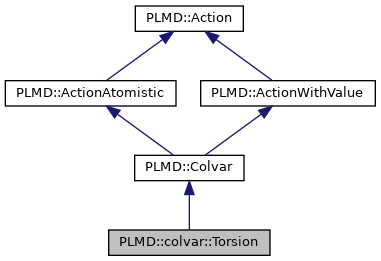 PLMD::Action
PLMD::ActionAtomistic
PLMD::ActionWithValue
PLMD::Colvar
PLMD::colvar::Torsion